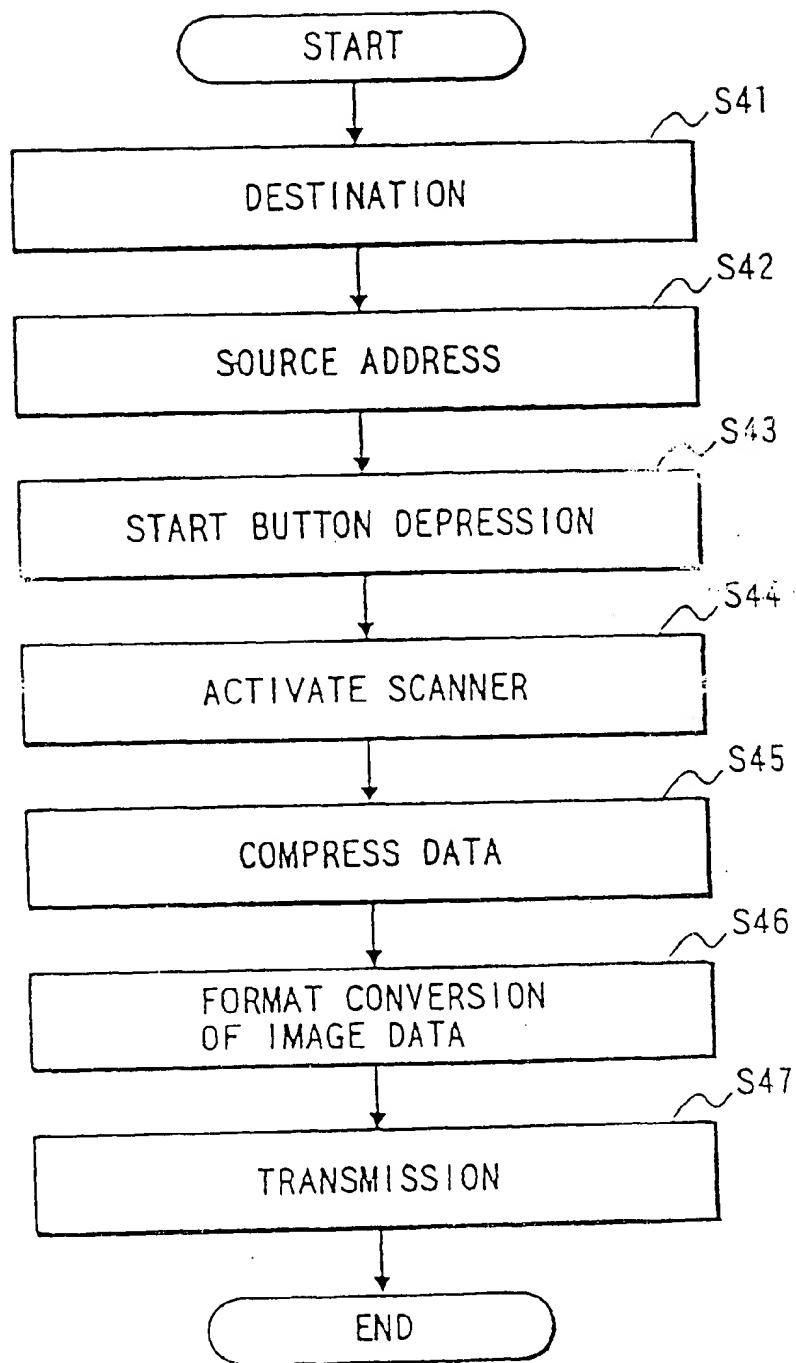 START
S41
DESTINATION
S42
SOURCE ADDRESS
S43
START BUTTON DEPRESSION
S44
ACTIVATE SCANNER
S45
COMPRESS DATA
S46
FORMAT CONVERSION
OF IMAGE DATA
S47
TRANSMISSION
END